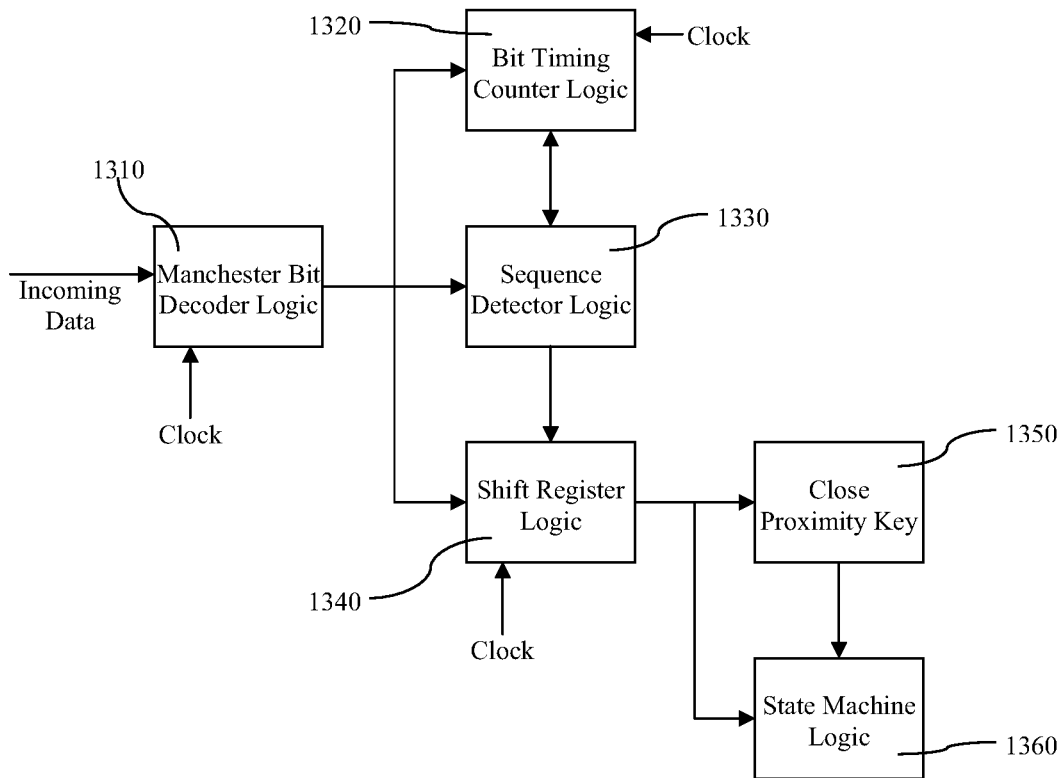 1320
Bit Timing
Counter Logic
Clock
1310
1330
Manchester Bit
Decoder Logic
Sequence
Detector Logic
Incoming
Data
Clock
1350
Shift Register
Logic
Close
Proximity Key
1340
Clock
State Machine
Logic
1360